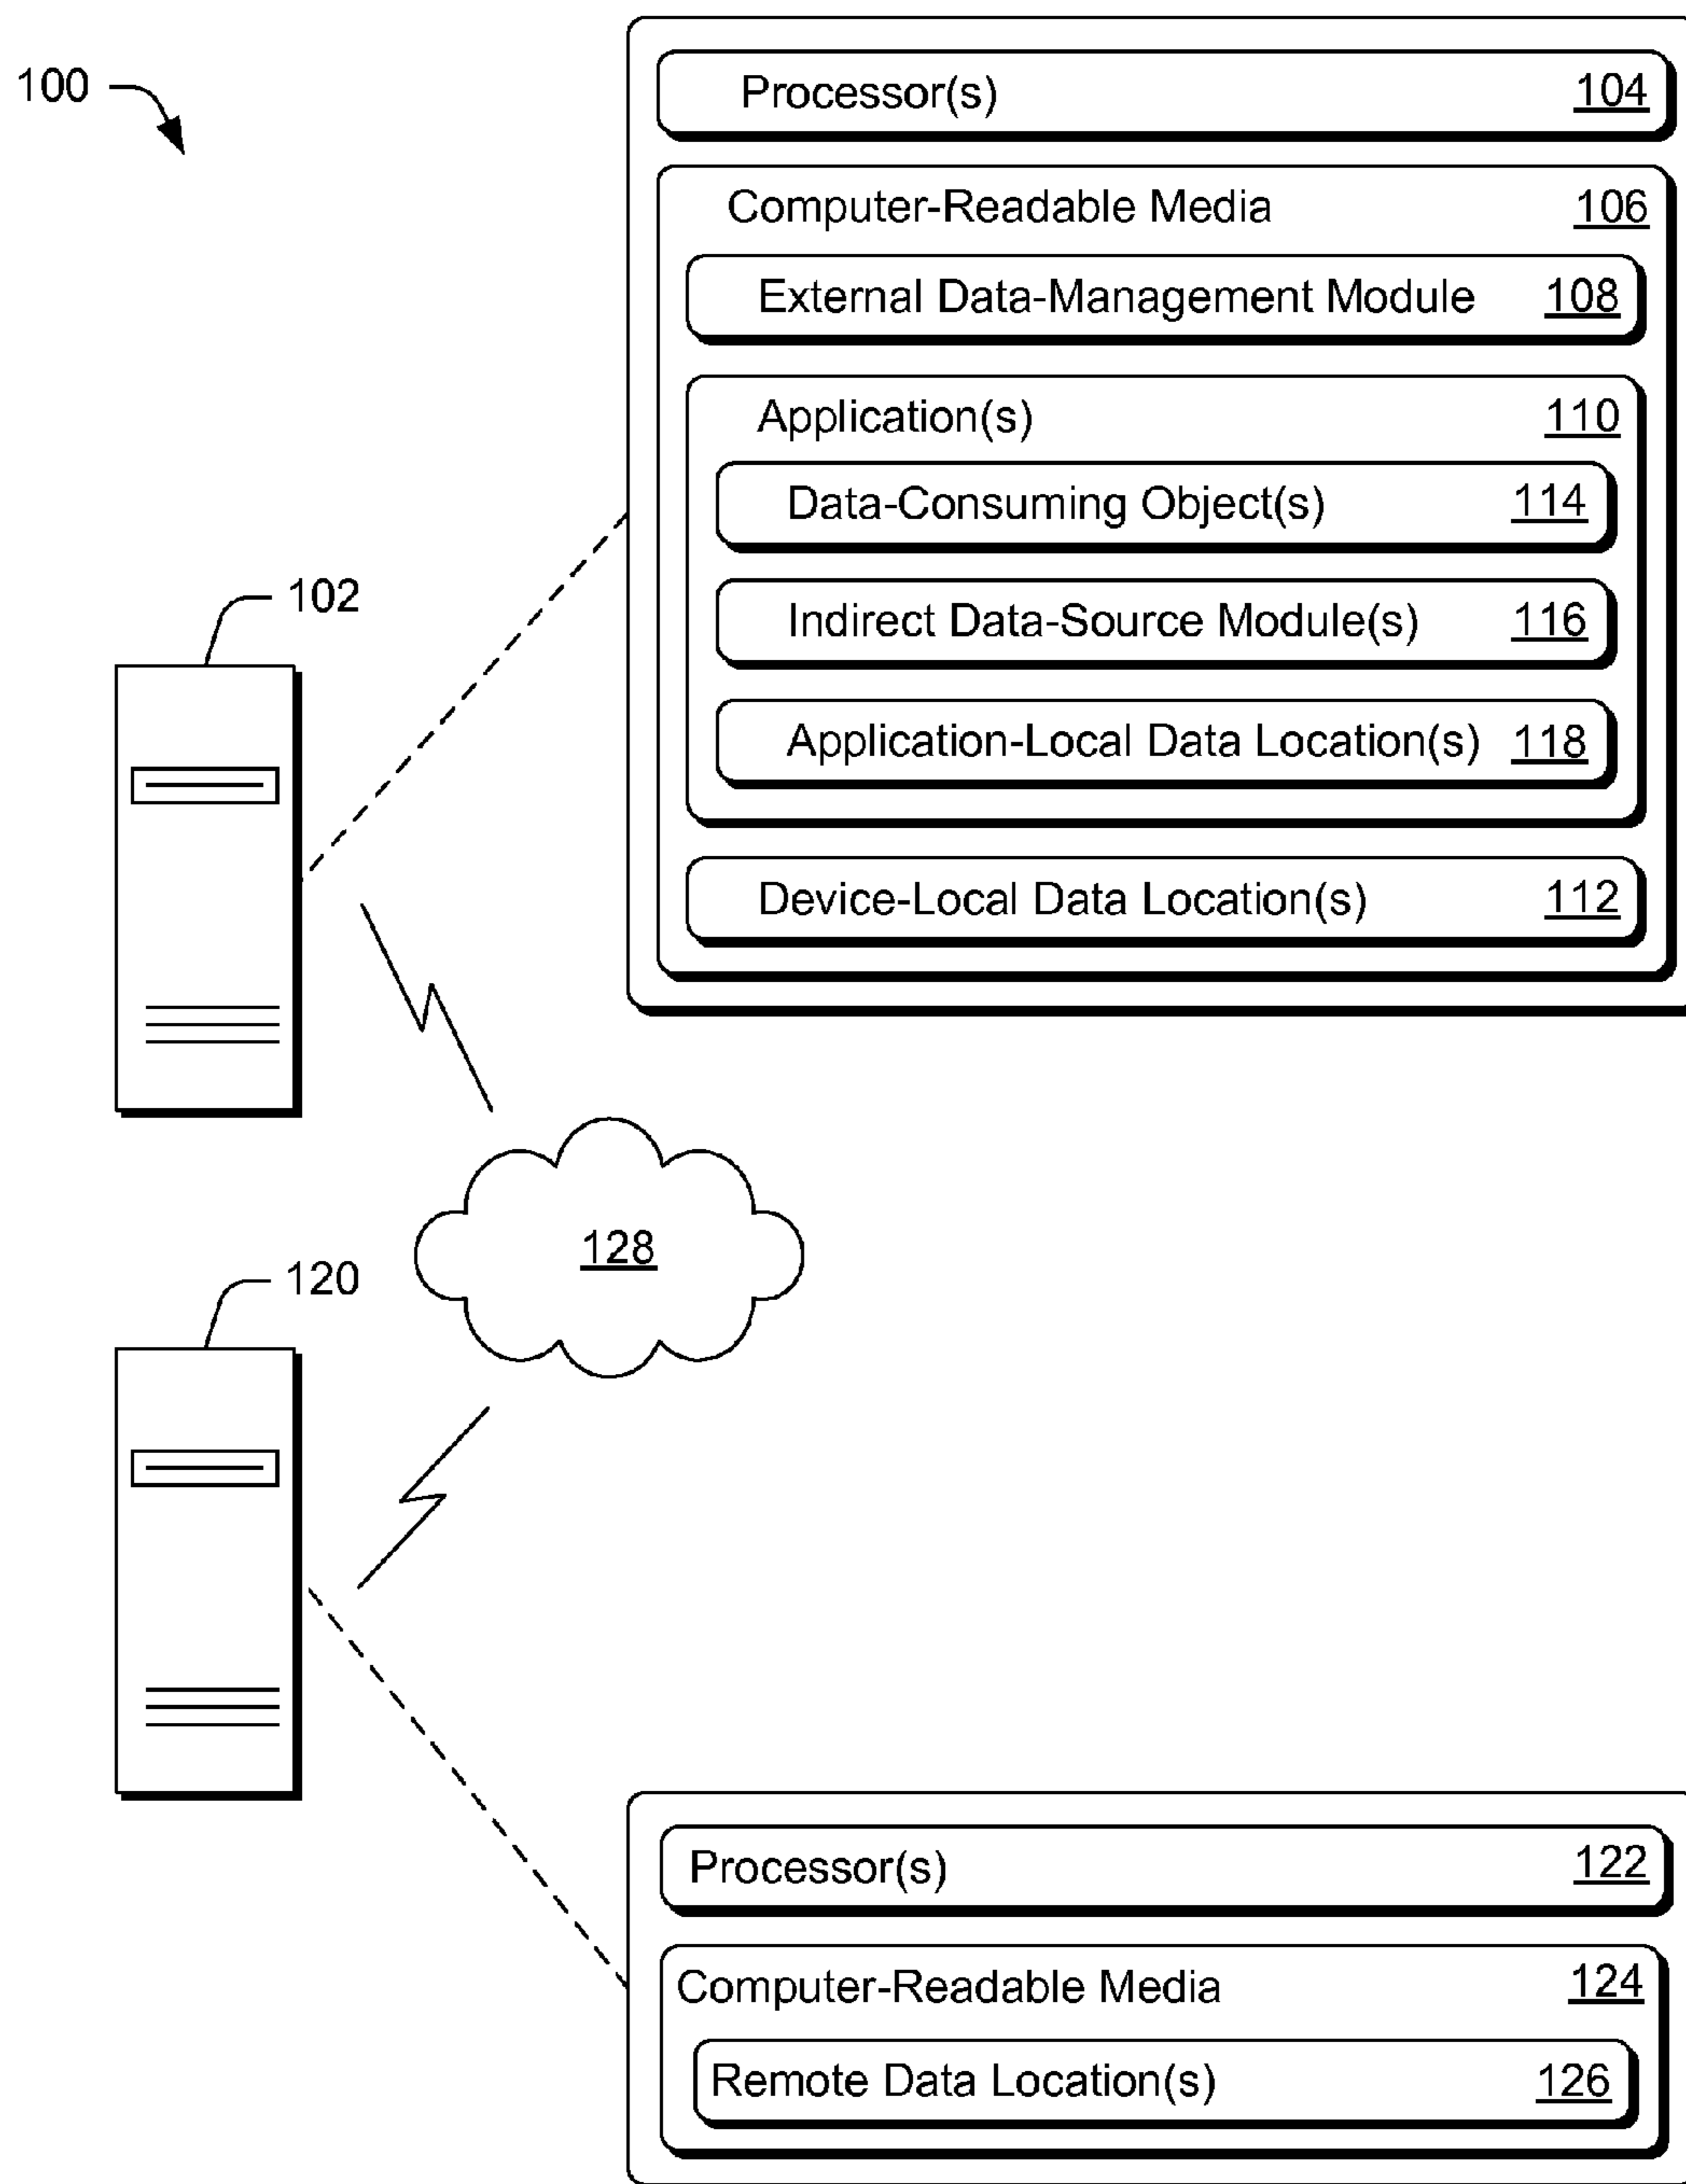 100
Processor(s) 104
Computer-Readable Media 106
External Data-Management Module 108
Application(s) 110
Data-Consuming Object(s) 114
102
Indirect Data-Source Module(s) 116
Application-Local Data Location(s) 118
Device-Local Data Location(s) 112
128
120
Processor(s) 122
Computer-Readable Media 124
Remote Data Location(s) 126